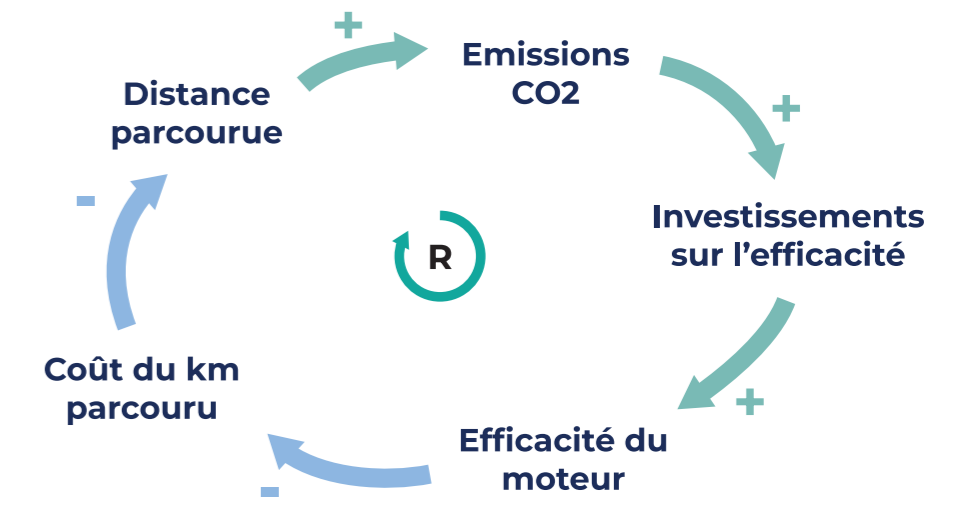 +
Emissions
CO2
Distance
parcourue
+
-
Investissements
sur l’efficacité
R
Coût du km
parcouru
+
Efficacité du
moteur
-